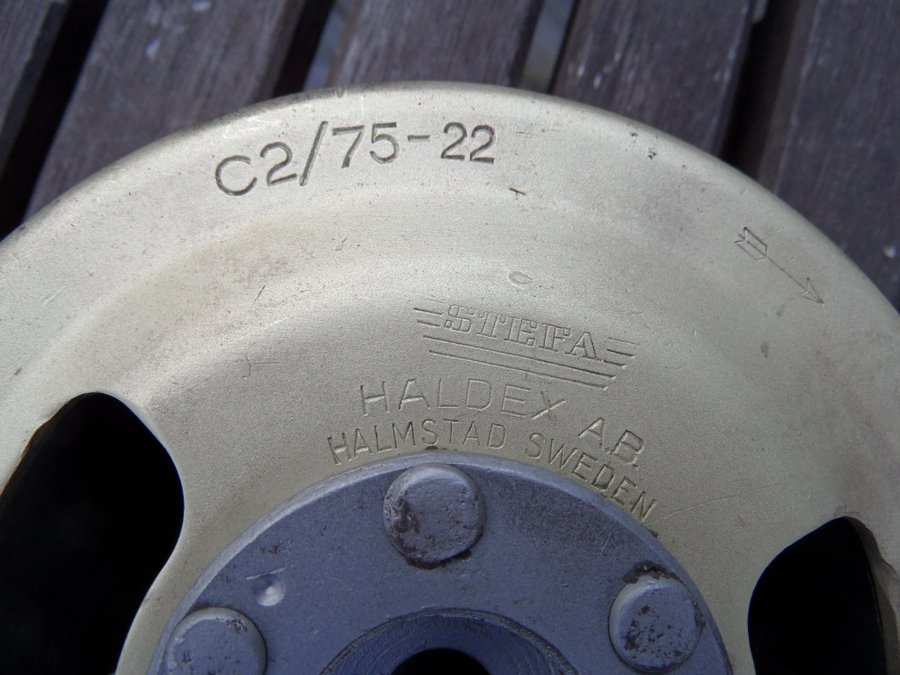 C2/75-22
STEFA
HALDEX A.B.
HALMSTAD SWEDEN